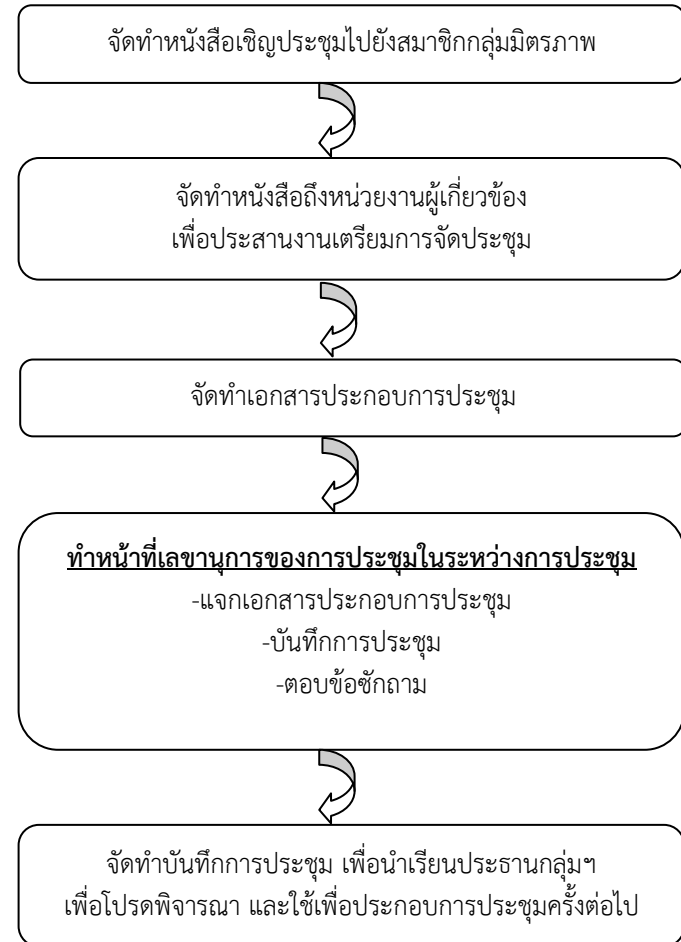 จัดทำหนังสือเชิญประชุมไปยังสมาชิกกลุ่มมิตรภาพ
จัดทำหนังสือถึงหน่วยงานผู้เกี่ยวข้อง
เพื่อประสานงานเตรียมการจัดประชุม
จัดทำเอกสารประกอบการประชุม
ทำหน้าที่เลขานุการของการประชุมในระหว่างการประชุม
-แจกเอกสารประกอบการประชุม
-บันทึกการประชุม
-ตอบข้อซักถาม
จัดทำบันทึกการประชุม เพื่อนำเรียนประธานกลุ่มฯ
เพื่อโปรดพิจารณา และใช้เพื่อประกอบการประชุมครั้งต่อไป